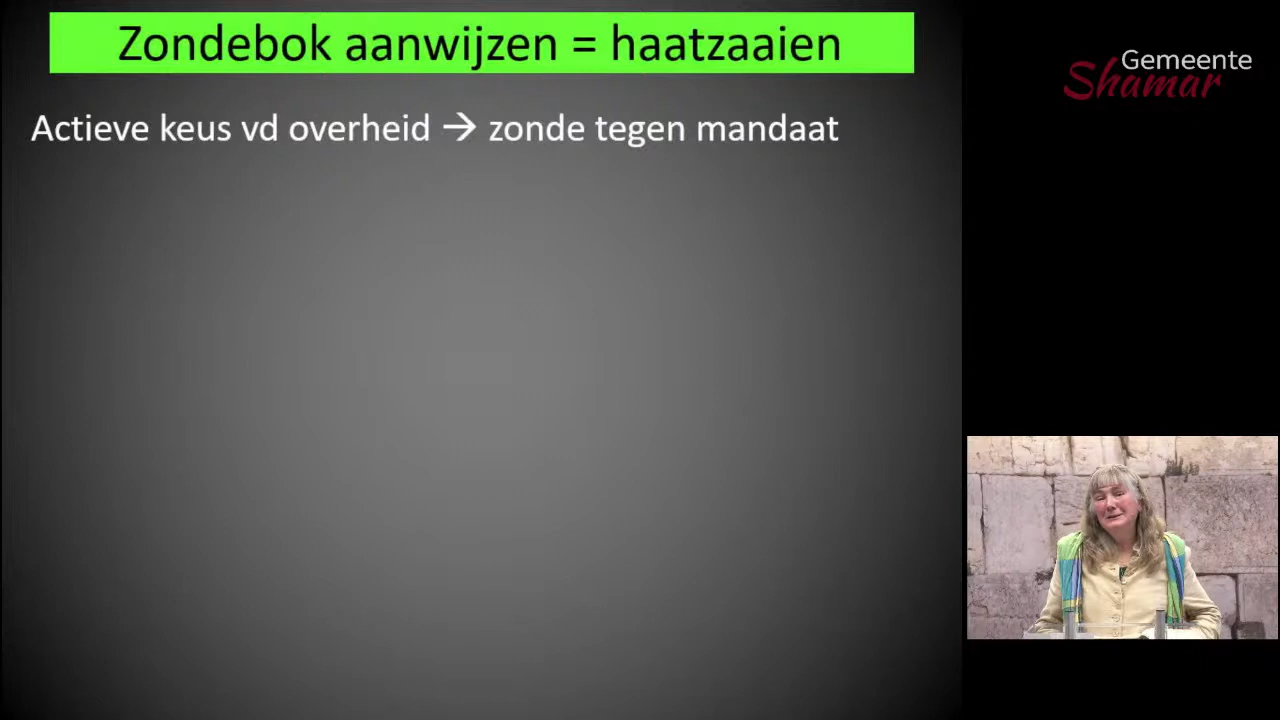 Zondebok aanwijzen = haatzaaien
Actieve keus vd overheid → zonde tegen mandaat
Gemeente
Shamar